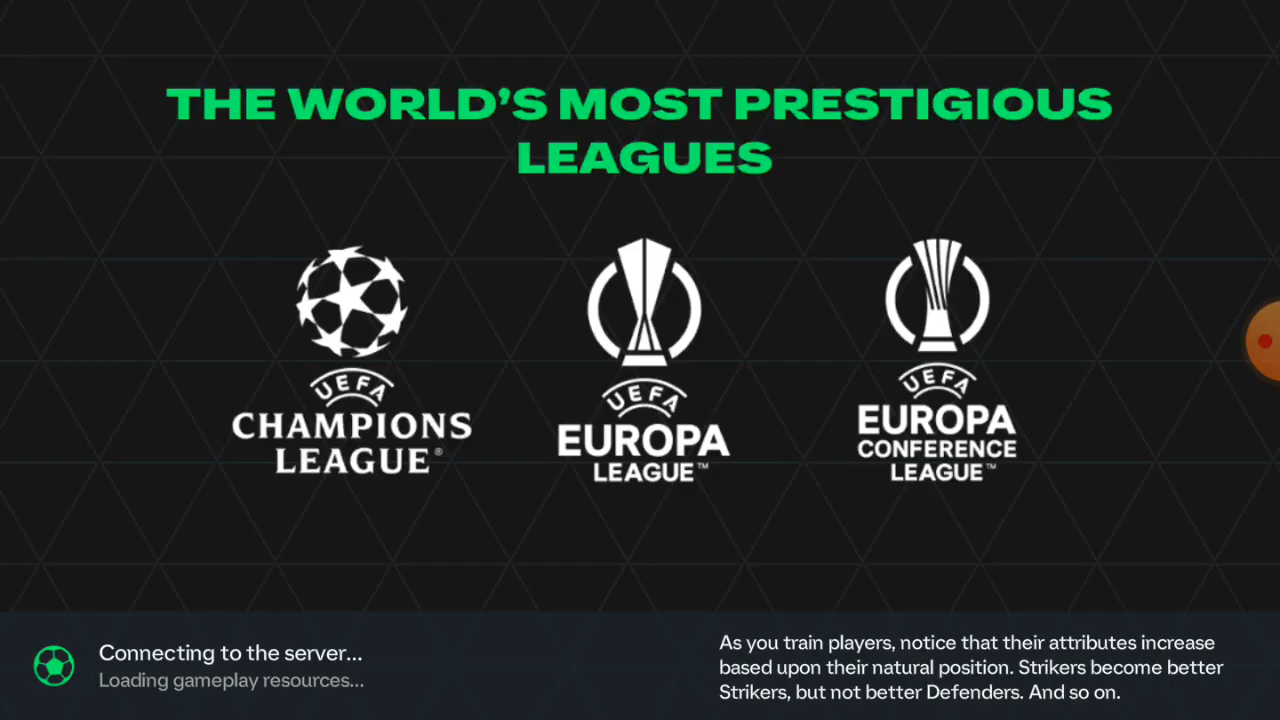 THE WORLD'S MOST PRESTIGIOUS
LEAGUES
UEFA
CHAMPIONS
LEAGUE®
UEFA
EUROPA
LEAGUE™
UEFA
EUROPA
CONFERENCE
LEAGUE™
Connecting to the server...
Loading gameplay resources...
As you train players, notice that their attributes increase
based upon their natural position. Strikers become better
Strikers, but not better Defenders. And so on.